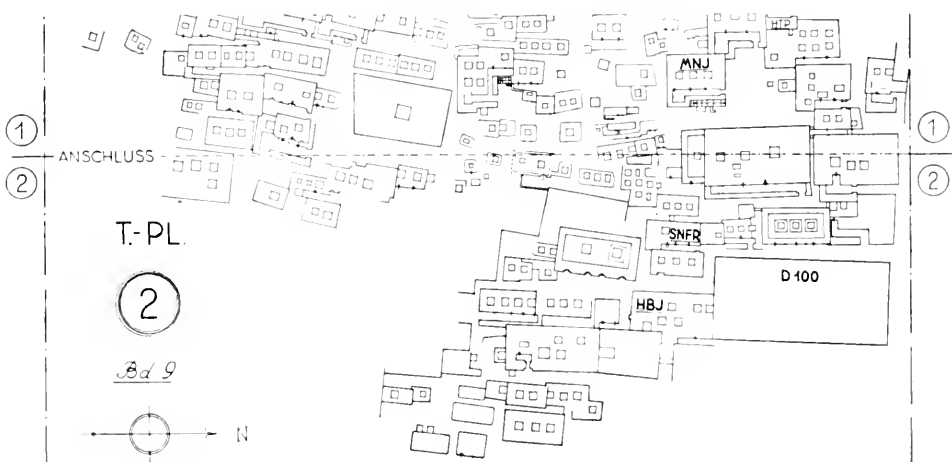 HTP
MNJ
1
1
ANSCHLUSS
2
2
T.-PL.
SNFR
D 100
2
HBJ
Bd 9
N